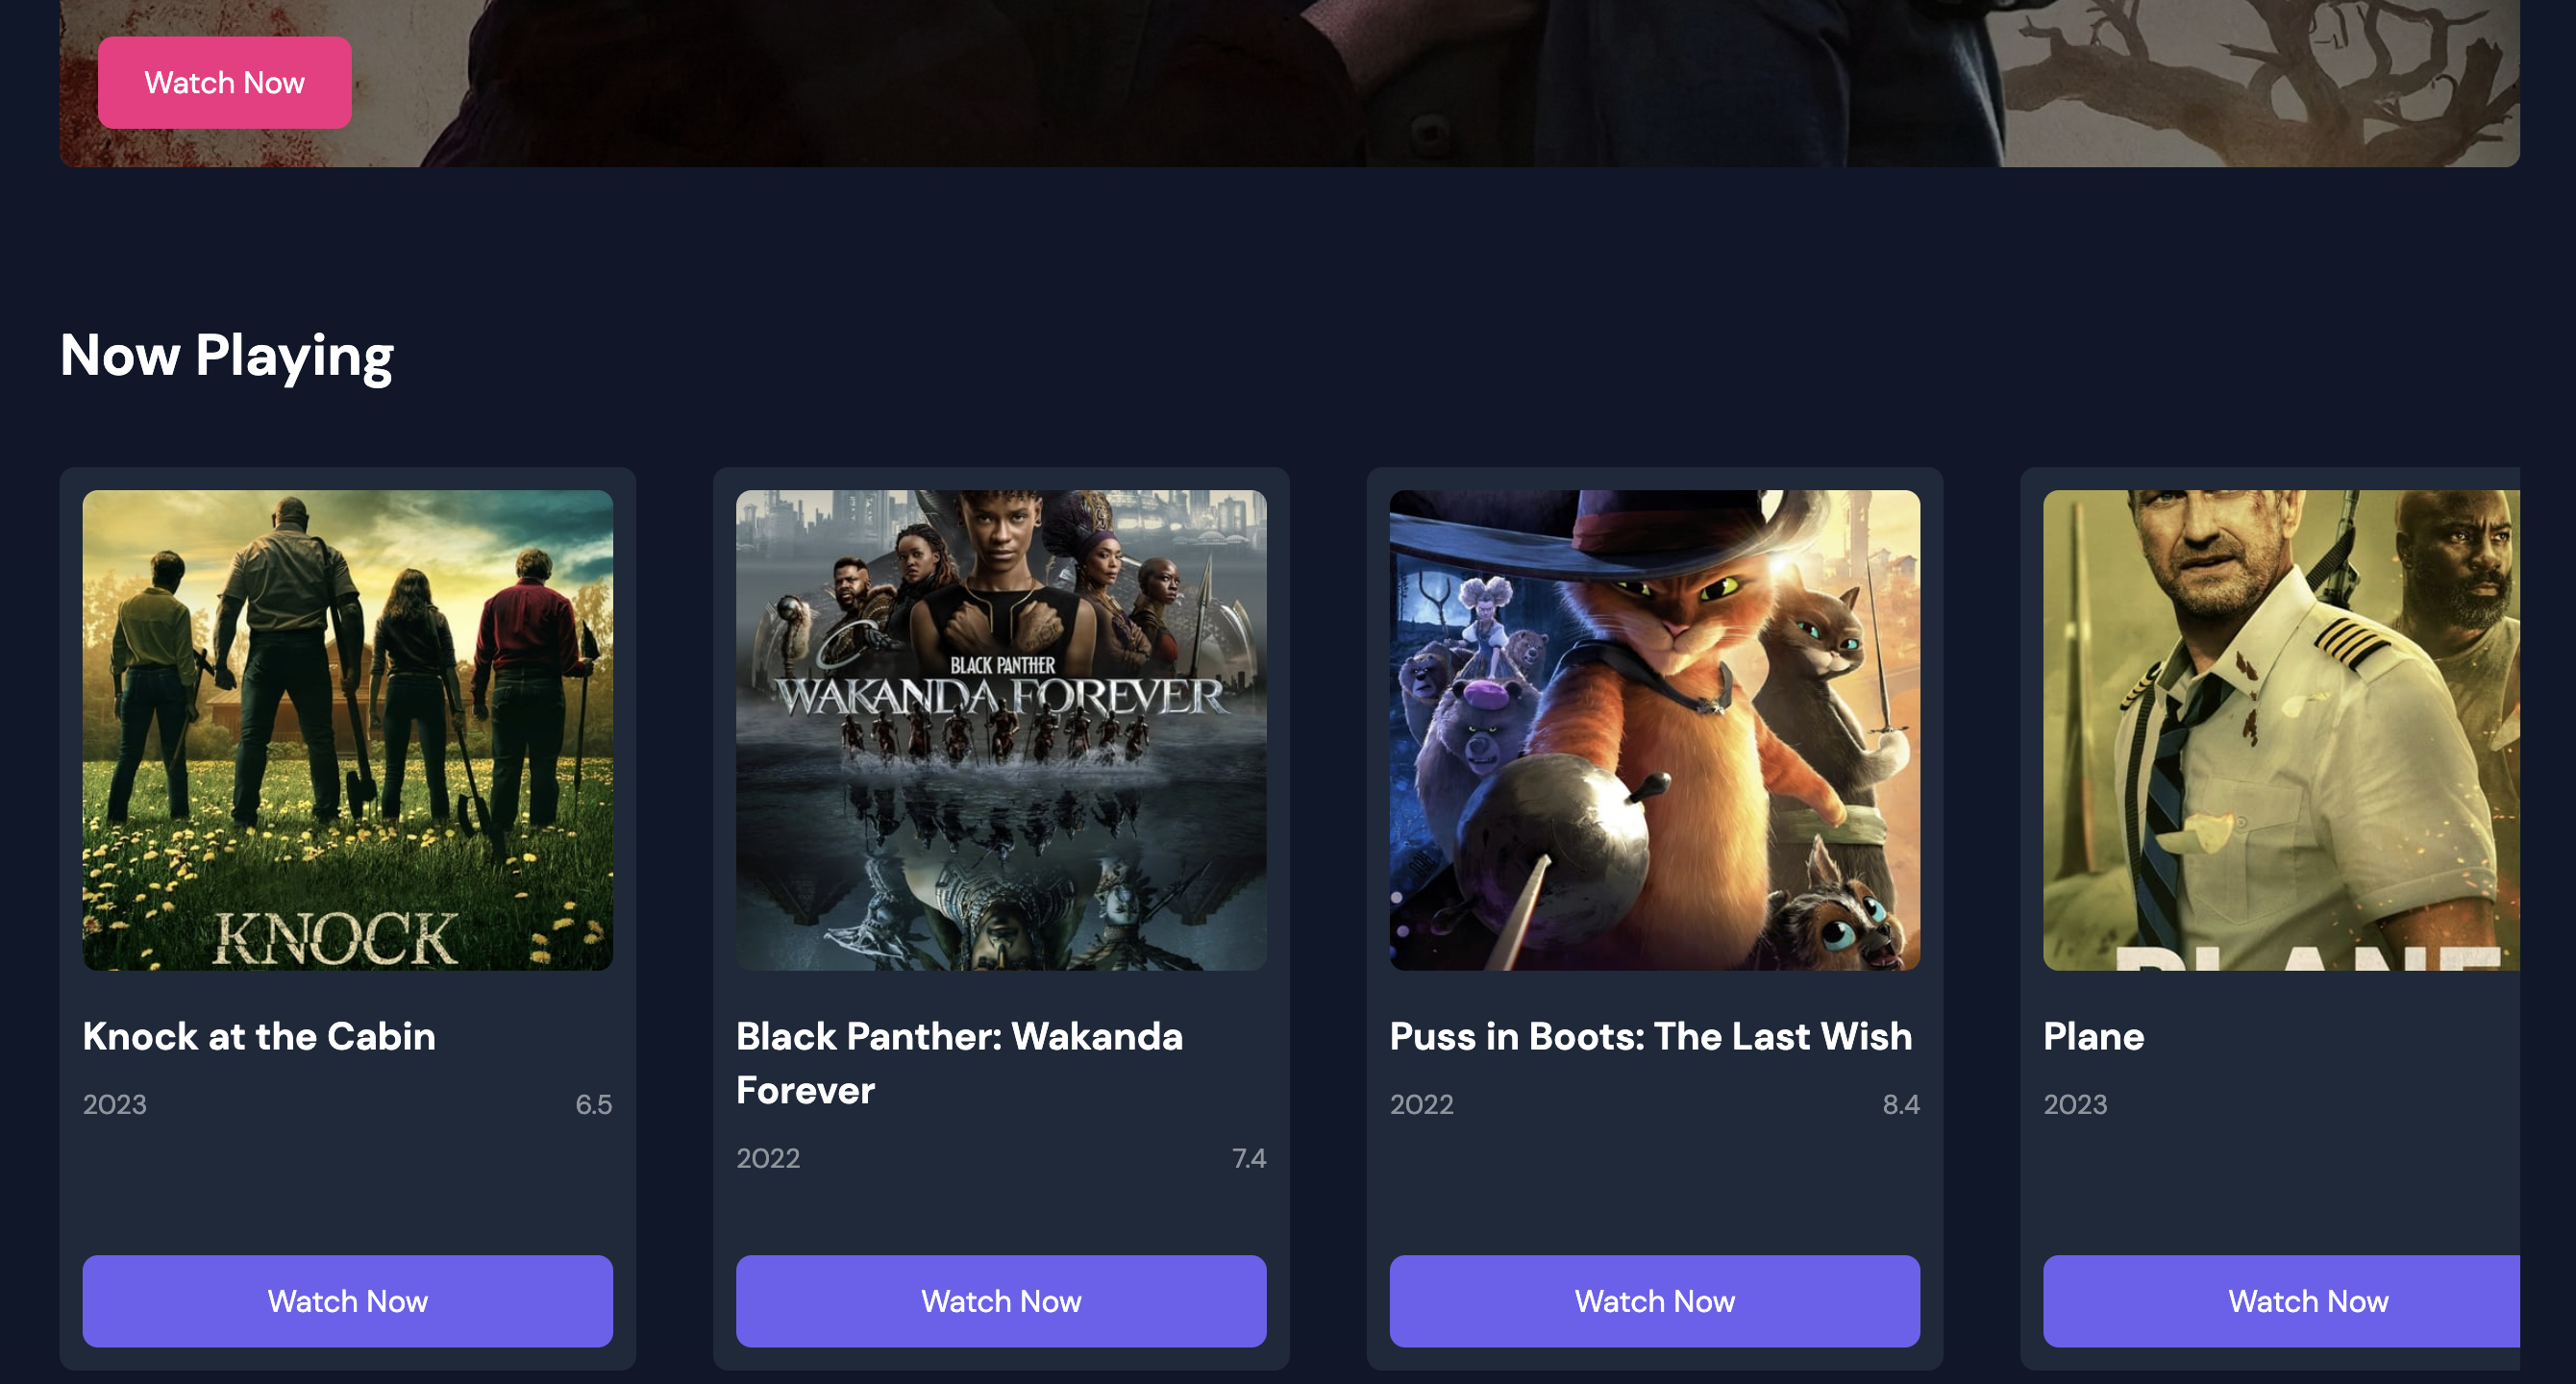 Watch Now
Now Playing
KNOCK
BLACK PANTHER
WAKANDA FOREVER
PLANE
Knock at the Cabin
Black Panther: Wakanda
Forever
Puss in Boots: The Last Wish
Plane
2023
6.5
2022
7.4
2022
8.4
2023
Watch Now
Watch Now
Watch Now
Watch Now